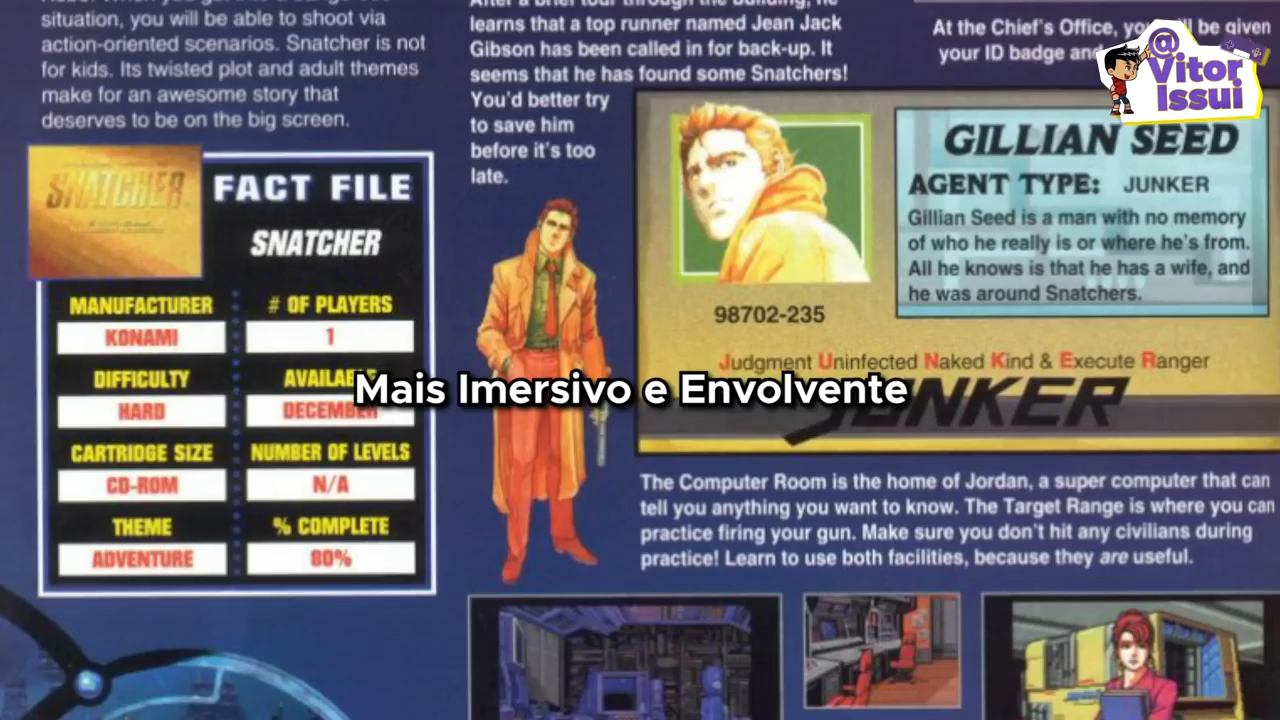 situation, you will be able to shoot via
action-oriented scenarios. Snatcher is not
for kids. Its twisted plot and adult themes
make for an awesome story that
deserves to be on the big screen.
SNATCHER
FACT FILE
SNATCHER
MANUFACTURER
# OF PLAYERS
KONAMI
1
DIFFICULTY
HARD
DECEMBER
CARTRIDGE SIZE
NUMBER OF LEVELS
CD-ROM
N/A
THEME
% COMPLETE
ADVENTURE
80%
After a brief tour through the building, he
learns that a top runner named Jean Jack
Gibson has been called in for back-up. It
seems that he has found some Snatchers!
You'd better try
to save him
before it's too
late.
At the Chief's Office, you will be given
your ID badge and
@
Vitor
Issui
GILLIAN SEED
AGENT TYPE: JUNKER
Gillian Seed is a man with no memory
of who he really is or where he's from.
All he knows is that he has a wife, and
he was around Snatchers.
98702-235
Judgment Uninfected Naked Kind & Execute Ranger
JUNKER
Mais Imersivo e Envolvente
The Computer Room is the home of Jordan, a super computer that can
tell you anything you want to know. The Target Range is where you can
practice firing your gun. Make sure you don't hit any civilians during
practice! Learn to use both facilities, because they are useful.